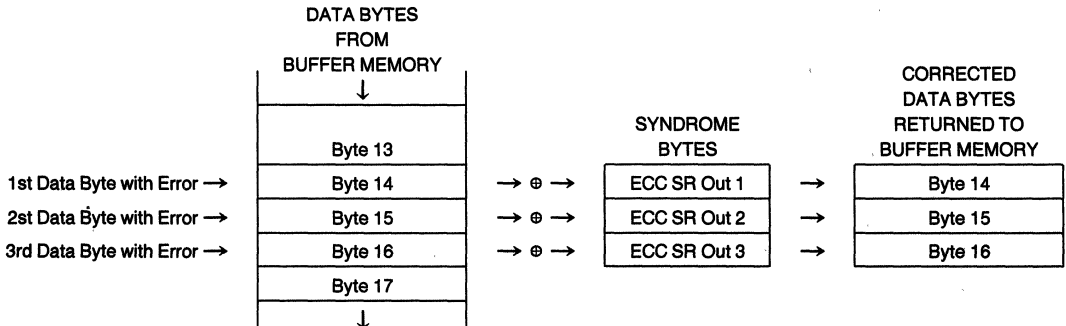 DATA BYTES
FROM
BUFFER MEMORY
↓
SYNDROME
BYTES
CORRECTED
DATA BYTES
RETURNED TO
BUFFER MEMORY
Byte 13
1st Data Byte with Error → Byte 14 → ⊕ → ECC SR Out 1 → Byte 14
2st Data Byte with Error → Byte 15 → ⊕ → ECC SR Out 2 → Byte 15
3rd Data Byte with Error → Byte 16 → ⊕ → ECC SR Out 3 → Byte 16
Byte 17
↓